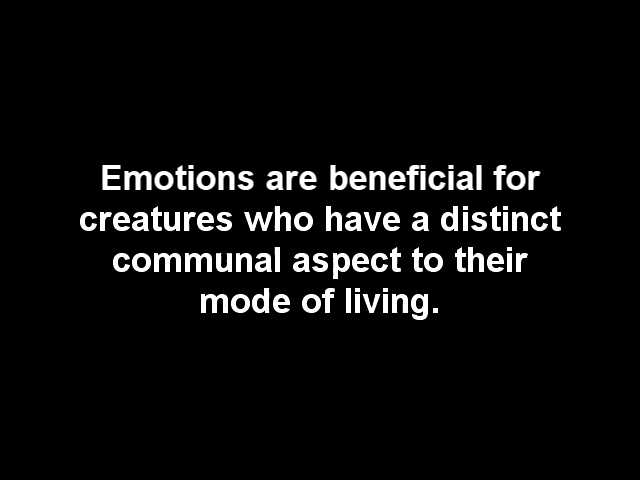 Emotions are beneficial for
creatures who have a distinct
communal aspect to their
mode of living.